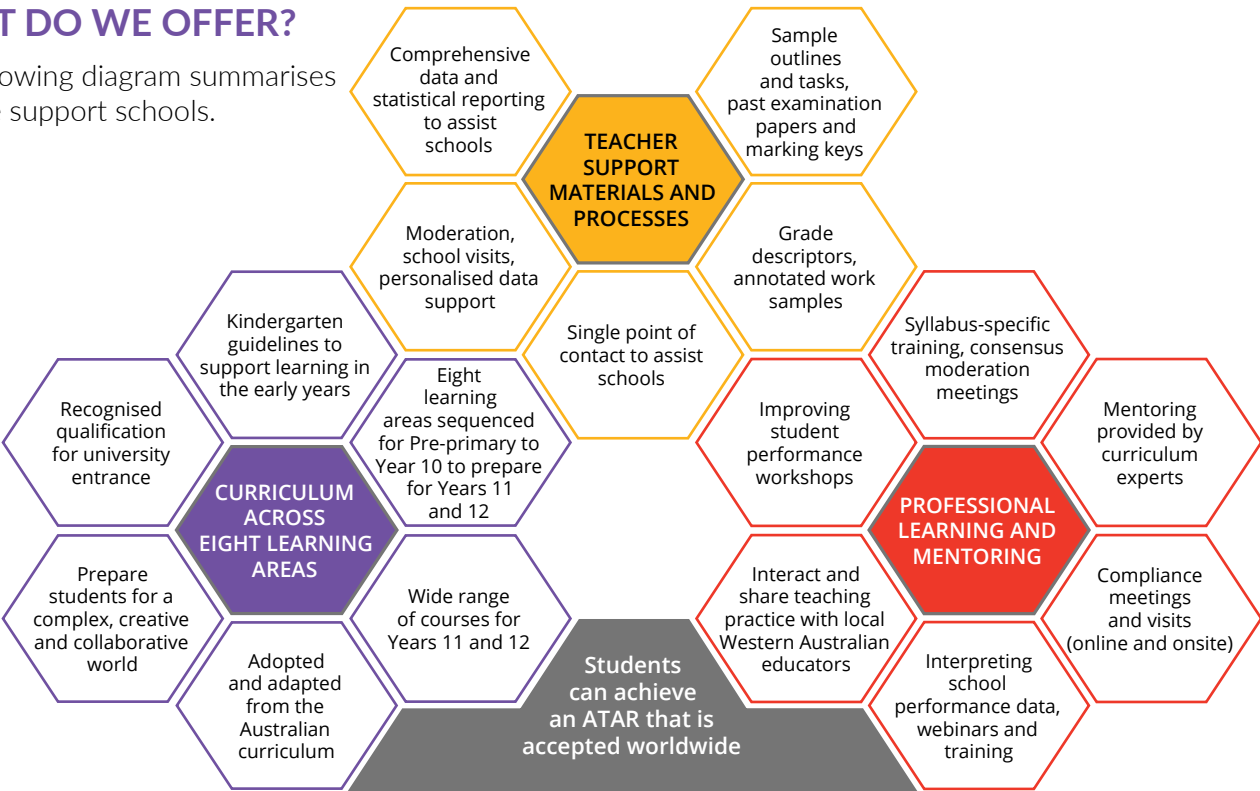 T DO WE OFFER?
owing diagram summarises
support schools.
Comprehensive
data and
statistical reporting
to assist
schools
Sample
outlines
and tasks,
past examination
papers and
marking keys
TEACHER
SUPPORT
MATERIALS AND
PROCESSES
Moderation,
school visits,
personalised data
support
Grade
descriptors,
annotated work
samples
Single point of
contact to assist
schools
Kindergarten
guidelines to
support learning in
the early years
Recognised
qualification
for university
entrance
Eight
learning
areas sequenced
for Pre-primary to
Year 10 to prepare
for Years 11
and 12
CURRICULUM
ACROSS
EIGHT LEARNING
AREAS
Prepare
students for a
complex, creative
and collaborative
world
Wide range
of courses for
Years 11 and 12
Adopted
and adapted
from the
Australian
curriculum
Syllabus-specific
training, consensus
moderation
meetings
Improving
student
performance
workshops
Mentoring
provided by
curriculum
experts
PROFESSIONAL
LEARNING AND
MENTORING
Interact and
share teaching
practice with local
Western Australian
educators
Compliance
meetings
and visits
(online and onsite)
Interpreting
school
performance data,
webinars and
training
Students
can achieve
an ATAR that is
accepted worldwide